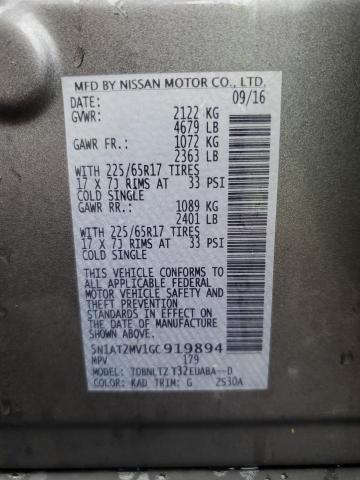 MFD BY NISSAN MOTOR CO., LTD.
DATE: 09/16
GVWR: 2122 KG
4679 LB
GAWR FR.: 1072 KG
2363 LB
WITH 225/65R17 TIRES
17 X 7J RIMS AT 33 PSI
COLD SINGLE
GAWR RR.: 1089 KG
2401 LB
WITH 225/65R17 TIRES
17 X 7J RIMS AT 33 PSI
COLD SINGLE
THIS VEHICLE CONFORMS TO
ALL APPLICABLE FEDERAL
MOTOR VEHICLE SAFETY AND
THEFT PREVENTION
STANDARDS IN EFFECT ON THE
DATE OF MANUFACTURE
SHOWN ABOVE.
5N1AT2MV1GC919894
MPV 179
MODEL: TDBNLTZ T32EUABA--D
COLOR: KAD TRIM: G 2S30A